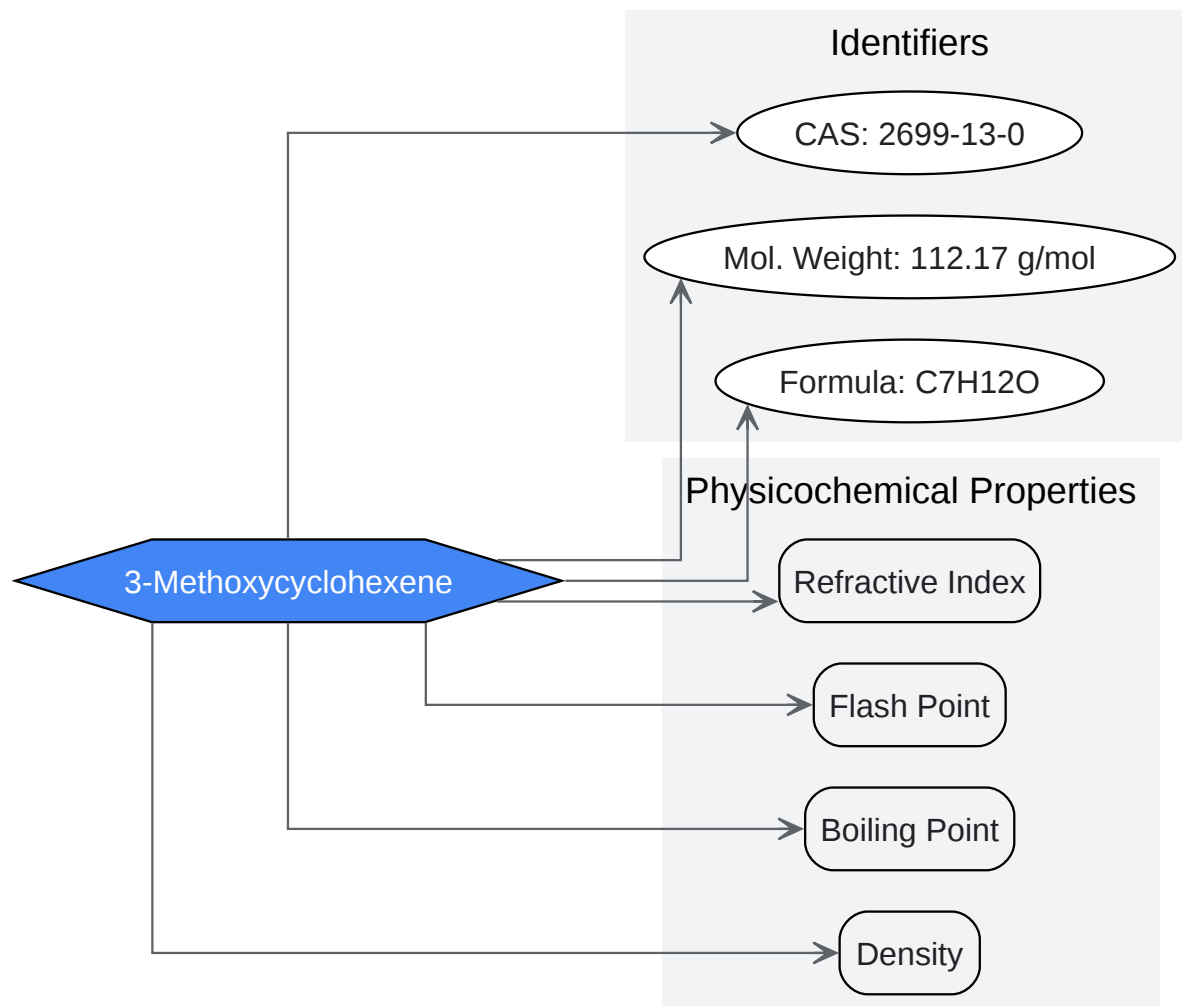 Identifiers
CAS: 2699-13-0
Mol. Weight: 112.17 g/mol
Formula: C7H12O
Physicochemical Properties
3-Methoxycyclohexene
Refractive Index
Flash Point
Boiling Point
Density